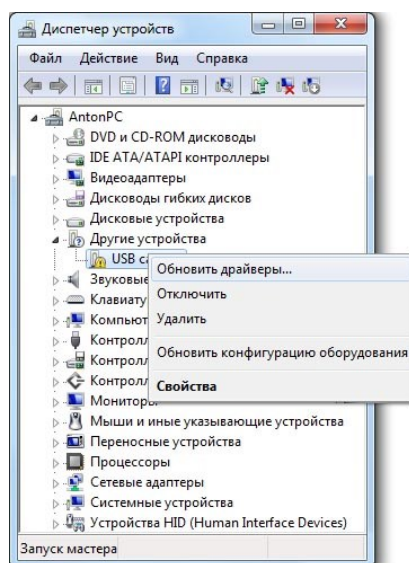 Диспетчер устройств
Файл Действие Вид Справка
AntonPC
DVD и CD-ROM дисководы
IDE ATA/ATAPI контроллеры
Видеоадаптеры
Дисководы гибких дисков
Дисковые устройства
Другие устройства
USB
Обновить драйверы...
Звуковые
Отключить
Клавиату
Компьют
Удалить
Контрол
Обновить конфигурацию оборудования
Контрол
Контрол
Свойства
Мониторы
Мыши и иные указывающие устройства
Переносные устройства
Процессоры
Сетевые адаптеры
Системные устройства
Устройства HID (Human Interface Devices)
Запуск мастера